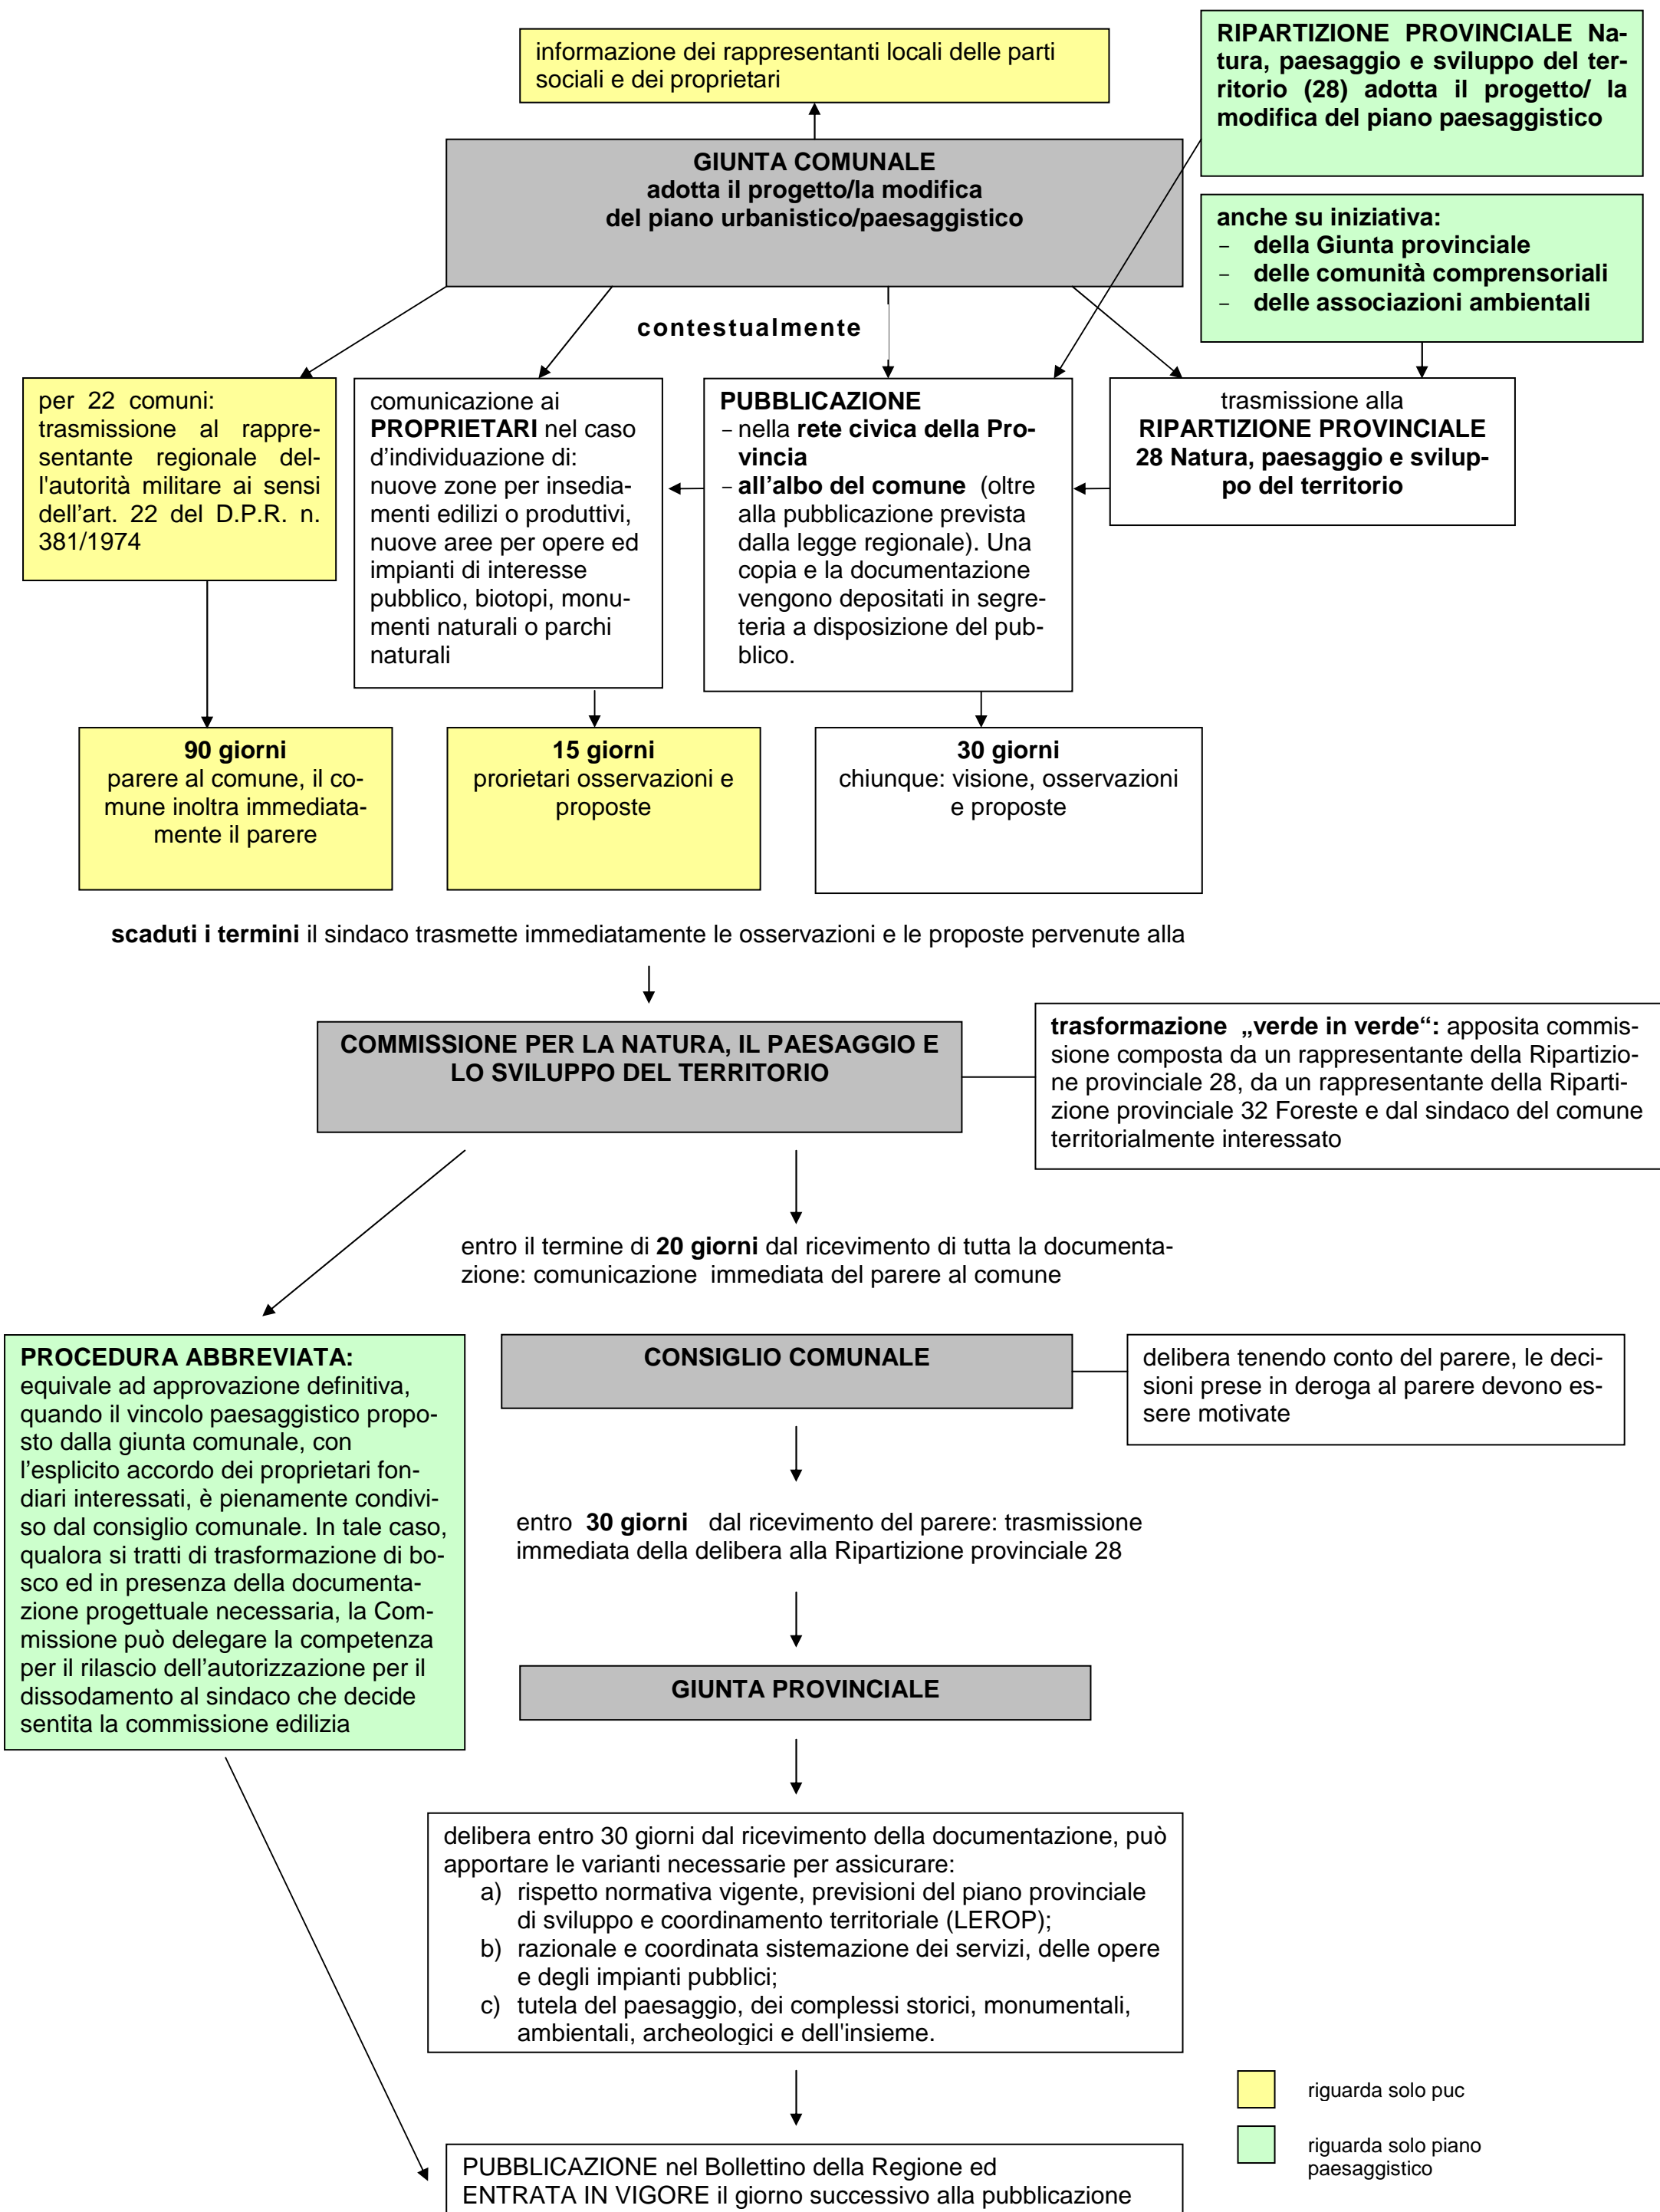 informazione dei rappresentanti locali delle parti
sociali e dei proprietari
RIPARTIZIONE PROVINCIALE Na-
tura, paesaggio e sviluppo del ter-
ritorio (28) adotta il progetto/ la
modifica del piano paesaggistico
GIUNTA COMUNALE
adotta il progetto/la modifica
del piano urbanistico/paesaggistico
anche su iniziativa:
- della Giunta provinciale
- delle comunità comprensoriali
- delle associazioni ambientali
contestualmente
per 22 comuni:
trasmissione al rappre-
sentante regionale del-
l'autorità militare ai sensi
dell’art. 22 del D.P.R. n.
381/1974
comunicazione ai
PROPRIETARI nel caso
d’individuazione di:
nuove zone per insedia-
menti edilizi o produttivi,
nuove aree per opere ed
impianti di interesse
pubblico, biotopi, monu-
menti naturali o parchi
naturali
PUBBLICAZIONE
- nella rete civica della Pro-
vincia
- all’albo del comune (oltre
alla pubblicazione prevista
dalla legge regionale). Una
copia e la documentazione
vengono depositati in segre-
teria a disposizione del pub-
blico.
trasmissione alla
RIPARTIZIONE PROVINCIALE
28 Natura, paesaggio e svilup-
po del territorio
90 giorni
parere al comune, il co-
mune inoltra immediata-
mente il parere
15 giorni
prorietari osservazioni e
proposte
30 giorni
chiunque: visione, osservazioni
e proposte
scaduti i termini il sindaco trasmette immediatamente le osservazioni e le proposte pervenute alla
COMMISSIONE PER LA NATURA, IL PAESAGGIO E
LO SVILUPPO DEL TERRITORIO
trasformazione „verde in verde“: apposita commis-
sione composta da un rappresentante della Ripartizio-
ne provinciale 28, da un rappresentante della Riparti-
zione provinciale 32 Foreste e dal sindaco del comune
territorialmente interessato
entro il termine di 20 giorni dal ricevimento di tutta la documenta-
zione: comunicazione immediata del parere al comune
PROCEDURA ABBREVIATA:
equivale ad approvazione definitiva,
quando il vincolo paesaggistico propo-
sto dalla giunta comunale, con
l’esplicito accordo dei proprietari fon-
diari interessati, è pienamente condivi-
so dal consiglio comunale. In tale caso,
qualora si tratti di trasformazione di bo-
sco ed in presenza della documenta-
zione progettuale necessaria, la Com-
missione può delegare la competenza
per il rilascio dell’autorizzazione per il
dissodamento al sindaco che decide
sentita la commissione edilizia
CONSIGLIO COMUNALE
delibera tenendo conto del parere, le deci-
sioni prese in deroga al parere devono es-
sere motivate
entro 30 giorni dal ricevimento del parere: trasmissione
immediata della delibera alla Ripartizione provinciale 28
GIUNTA PROVINCIALE
delibera entro 30 giorni dal ricevimento della documentazione, può
apportare le varianti necessarie per assicurare:
a) rispetto normativa vigente, previsioni del piano provinciale
di sviluppo e coordinamento territoriale (LEROP);
b) razionale e coordinata sistemazione dei servizi, delle opere
e degli impianti pubblici;
c) tutela del paesaggio, dei complessi storici, monumentali,
ambientali, archeologici e dell'insieme.
riguarda solo puc
riguarda solo piano
paesaggistico
PUBBLICAZIONE nel Bollettino della Regione ed
ENTRATA IN VIGORE il giorno successivo alla pubblicazione